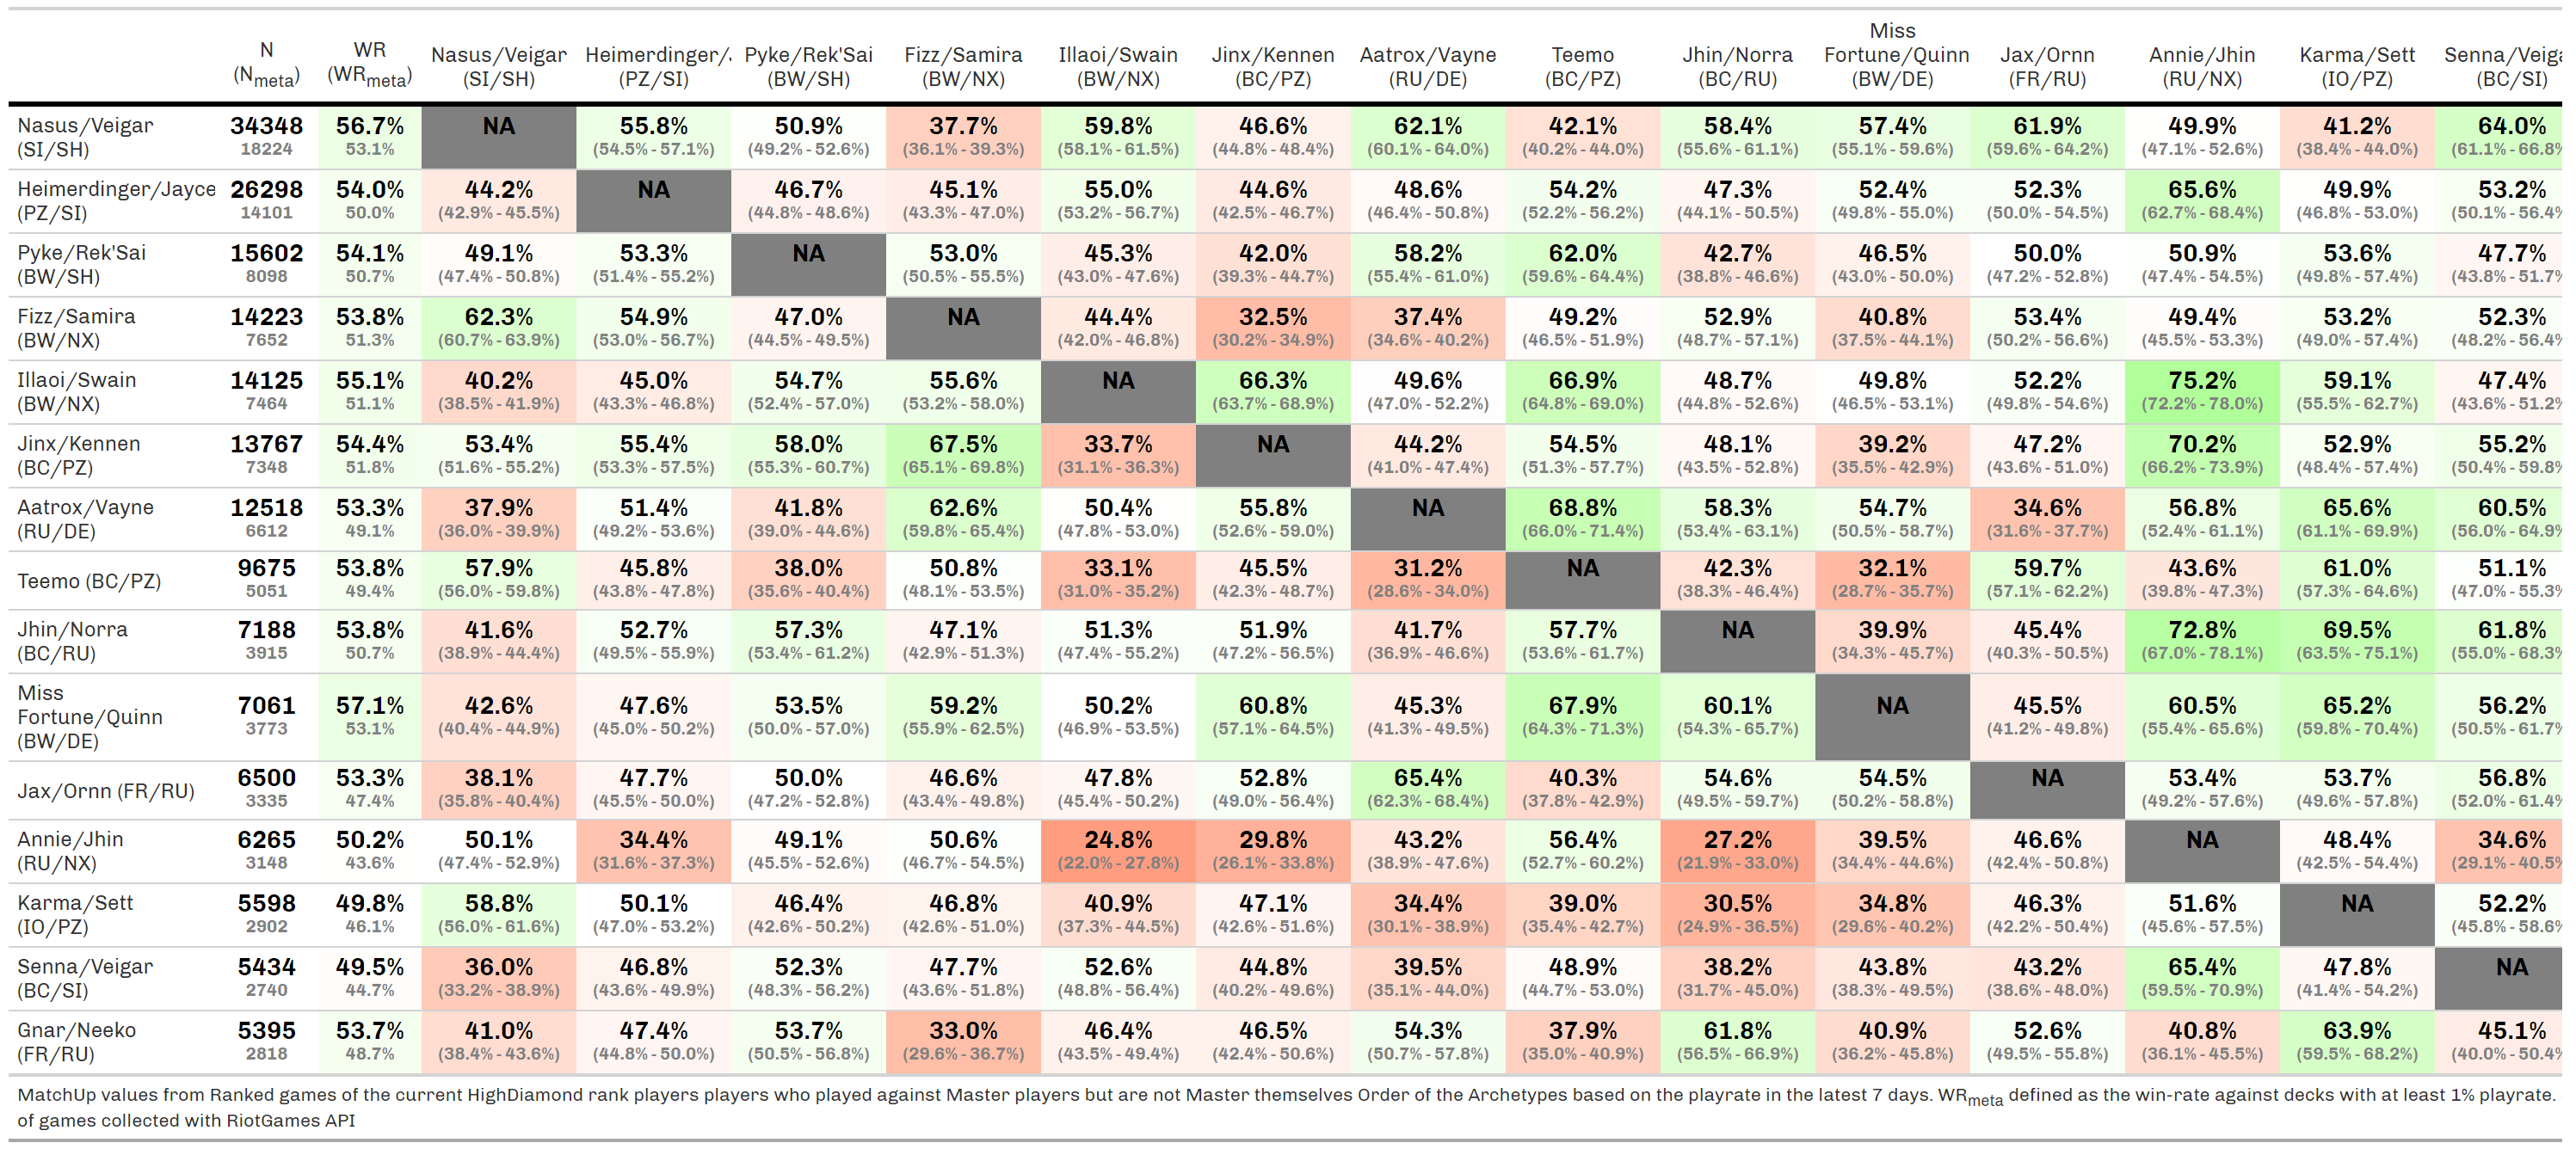 N (N_meta) WR (WR_meta) Nasus/Veigar (SI/SH) Heimerdinger/ (PZ/SI) Pyke/Rek'Sai (BW/SH) Fizz/Samira (BW/NX) Illaoi/Swain (BW/NX) Jinx/Kennen (BC/PZ) Aatrox/Vayne (RU/DE) Teemo (BC/PZ) Jhin/Norra (BC/RU) Miss Fortune/Quinn (BW/DE) Jax/Ornn (FR/RU) Annie/Jhin (RU/NX) Karma/Sett (IO/PZ) Senna/Veiga (BC/SI)
Nasus/Veigar 34348 56.7% NA 55.8% 50.9% 37.7% 59.8% 46.6% 62.1% 42.1% 58.4% 57.4% 61.9% 49.9% 41.2% 64.0%
(SI/SH) 18224 53.1% (54.5% - 57.1%) (49.2% - 52.6%) (36.1% - 39.3%) (58.1% - 61.5%) (44.8% - 48.4%) (60.1% - 64.0%) (40.2% - 44.0%) (55.6% - 61.1%) (55.1% - 59.6%) (59.6% - 64.2%) (47.1% - 52.6%) (38.4% - 44.0%) (61.1% - 66.8%
Heimerdinger/Jayce 26298 54.0% 44.2% NA 46.7% 45.1% 55.0% 44.6% 48.6% 54.2% 47.3% 52.4% 52.3% 65.6% 49.9% 53.2%
(PZ/SI) 14101 50.0% (42.9% - 45.5%) (44.8% - 48.6%) (43.3% - 47.0%) (53.2% - 56.7%) (42.5% - 46.7%) (46.4% - 50.8%) (52.2% - 56.2%) (44.1% - 50.5%) (49.8% - 55.0%) (50.0% - 54.5%) (62.7% - 68.4%) (46.8% - 53.0%) (50.1% - 56.4%
Pyke/Rek'Sai 15602 54.1% 49.1% 53.3% NA 53.0% 45.3% 42.0% 58.2% 62.0% 42.7% 46.5% 50.0% 50.9% 53.6% 47.7%
(BW/SH) 8098 50.7% (47.4% - 50.8%) (51.4% - 55.2%) (50.5% - 55.5%) (43.0% - 47.6%) (39.3% - 44.7%) (55.4% - 61.0%) (59.6% - 64.4%) (38.8% - 46.6%) (43.0% - 50.0%) (47.2% - 52.8%) (47.4% - 54.5%) (49.8% - 57.4%) (43.8% - 51.7%
Fizz/Samira 14223 53.8% 62.3% 54.9% 47.0% NA 44.4% 32.5% 37.4% 49.2% 52.9% 40.8% 53.4% 49.4% 53.2% 52.3%
(BW/NX) 7652 51.3% (60.7% - 63.9%) (53.0% - 56.7%) (44.5% - 49.5%) (42.0% - 46.8%) (30.2% - 34.9%) (34.6% - 40.2%) (46.5% - 51.9%) (48.7% - 57.1%) (37.5% - 44.1%) (50.2% - 56.6%) (45.5% - 53.3%) (49.0% - 57.4%) (48.2% - 56.4%
Illaoi/Swain 14125 55.1% 40.2% 45.0% 54.7% 55.6% NA 66.3% 49.6% 66.9% 48.7% 49.8% 52.2% 75.2% 59.1% 47.4%
(BW/NX) 7464 51.1% (38.5% - 41.9%) (43.3% - 46.8%) (52.4% - 57.0%) (53.2% - 58.0%) (63.7% - 68.9%) (47.0% - 52.2%) (64.8% - 69.0%) (44.8% - 52.6%) (46.5% - 53.1%) (49.8% - 54.6%) (72.2% - 78.0%) (55.5% - 62.7%) (43.6% - 51.2%
Jinx/Kennen 13767 54.4% 53.4% 55.4% 58.0% 67.5% 33.7% NA 44.2% 54.5% 48.1% 39.2% 47.2% 70.2% 52.9% 55.2%
(BC/PZ) 7348 51.8% (51.6% - 55.2%) (53.3% - 57.5%) (55.3% - 60.7%) (65.1% - 69.8%) (31.1% - 36.3%) (41.0% - 47.4%) (51.3% - 57.7%) (43.5% - 52.8%) (35.5% - 42.9%) (43.6% - 51.0%) (66.2% - 73.9%) (48.4% - 57.4%) (50.4% - 59.8%
Aatrox/Vayne 12518 53.3% 37.9% 51.4% 41.8% 62.6% 50.4% 55.8% NA 68.8% 58.3% 54.7% 34.6% 56.8% 65.6% 60.5%
(RU/DE) 6612 49.1% (36.0% - 39.9%) (49.2% - 53.6%) (39.0% - 44.6%) (59.8% - 65.4%) (47.8% - 53.0%) (52.6% - 59.0%) (66.0% - 71.4%) (53.4% - 63.1%) (50.5% - 58.7%) (31.6% - 37.7%) (52.4% - 61.1%) (61.1% - 69.9%) (56.0% - 64.9%
Teemo (BC/PZ) 9675 53.8% 57.9% 45.8% 38.0% 50.8% 33.1% 45.5% 31.2% NA 42.3% 32.1% 59.7% 43.6% 61.0% 51.1%
5051 49.4% (56.0% - 59.8%) (43.8% - 47.8%) (35.6% - 40.4%) (48.1% - 53.5%) (31.0% - 35.2%) (42.3% - 48.7%) (28.6% - 34.0%) (38.3% - 46.4%) (28.7% - 35.7%) (57.1% - 62.2%) (39.8% - 47.3%) (57.3% - 64.6%) (47.0% - 55.3%
Jhin/Norra 7188 53.8% 41.6% 52.7% 57.3% 47.1% 51.3% 51.9% 41.7% 57.7% NA 39.9% 45.4% 72.8% 69.5% 61.8%
(BC/RU) 3915 50.7% (38.9% - 44.4%) (49.5% - 55.9%) (53.4% - 61.2%) (42.9% - 51.3%) (47.4% - 55.2%) (47.2% - 56.5%) (36.9% - 46.6%) (53.6% - 61.7%) (34.3% - 45.7%) (40.3% - 50.5%) (67.0% - 78.1%) (63.5% - 75.1%) (55.0% - 68.3%
Miss
Fortune/Quinn 7061 57.1% 42.6% 47.6% 53.5% 59.2% 50.2% 60.8% 45.3% 67.9% 60.1% NA 45.5% 60.5% 65.2% 56.2%
(BW/DE) 3773 53.1% (40.4% - 44.9%) (45.0% - 50.2%) (50.0% - 57.0%) (55.9% - 62.5%) (46.9% - 53.5%) (57.1% - 64.5%) (41.3% - 49.5%) (64.3% - 71.3%) (54.3% - 65.7%) (41.2% - 49.8%) (55.4% - 65.6%) (59.8% - 70.4%) (50.5% - 61.7%
Jax/Ornn (FR/RU) 6500 53.3% 38.1% 47.7% 50.0% 46.6% 47.8% 52.8% 65.4% 40.3% 54.6% 54.5% NA 53.4% 53.7% 56.8%
3335 47.4% (35.8% - 40.4%) (45.5% - 50.0%) (47.2% - 52.8%) (43.4% - 49.8%) (45.4% - 50.2%) (49.0% - 56.4%) (62.3% - 68.4%) (37.8% - 42.9%) (49.5% - 59.7%) (50.2% - 58.8%) (49.2% - 57.6%) (49.6% - 57.8%) (52.0% - 61.4%
Annie/Jhin 6265 50.2% 50.1% 34.4% 49.1% 50.6% 24.8% 29.8% 43.2% 56.4% 27.2% 39.5% 46.6% NA 48.4% 34.6%
(RU/NX) 3148 43.6% (47.4% - 52.9%) (31.6% - 37.3%) (45.5% - 52.6%) (46.7% - 54.5%) (22.0% - 27.8%) (26.1% - 33.8%) (38.9% - 47.6%) (52.7% - 60.2%) (21.9% - 33.0%) (34.4% - 44.6%) (42.4% - 50.8%) (42.5% - 54.4%) (29.1% - 40.5%
Karma/Sett 5598 49.8% 58.8% 50.1% 46.4% 46.8% 40.9% 47.1% 34.4% 39.0% 30.5% 34.8% 46.3% 51.6% NA 52.2%
(IO/PZ) 2902 46.1% (56.0% - 61.6%) (47.0% - 53.2%) (42.6% - 50.2%) (42.6% - 51.0%) (37.3% - 44.5%) (42.6% - 51.6%) (30.1% - 38.9%) (35.4% - 42.7%) (24.9% - 36.5%) (29.6% - 40.2%) (42.2% - 50.4%) (45.6% - 57.5%) (45.8% - 58.6%
Senna/Veigar 5434 49.5% 36.0% 46.8% 52.3% 47.7% 52.6% 44.8% 39.5% 48.9% 38.2% 43.8% 43.2% 65.4% 47.8% NA
(BC/SI) 2740 44.7% (33.2% - 38.9%) (43.6% - 49.9%) (48.3% - 56.2%) (43.6% - 51.8%) (48.8% - 56.4%) (40.2% - 49.6%) (35.1% - 44.0%) (44.7% - 53.0%) (31.7% - 45.0%) (38.3% - 49.5%) (38.6% - 48.0%) (59.5% - 70.9%) (41.4% - 54.2%)
Gnar/Neeko 5395 53.7% 41.0% 47.4% 53.7% 33.0% 46.4% 46.5% 54.3% 37.9% 61.8% 40.9% 52.6% 40.8% 63.9% 45.1%
(FR/RU) 2818 48.7% (38.4% - 43.6%) (44.8% - 50.0%) (50.5% - 56.8%) (29.6% - 36.7%) (43.5% - 49.4%) (42.4% - 50.6%) (50.7% - 57.8%) (35.0% - 40.9%) (56.5% - 66.9%) (36.2% - 45.8%) (49.5% - 55.8%) (36.1% - 45.5%) (59.5% - 68.2%) (40.0% - 50.4%
MatchUp values from Ranked games of the current HighDiamond rank players players who played against Master players but are not Master themselves Order of the Archetypes based on the playrate in the latest 7 days. WR_meta defined as the win-rate against decks with at least 1% playrate.
of games collected with RiotGames API